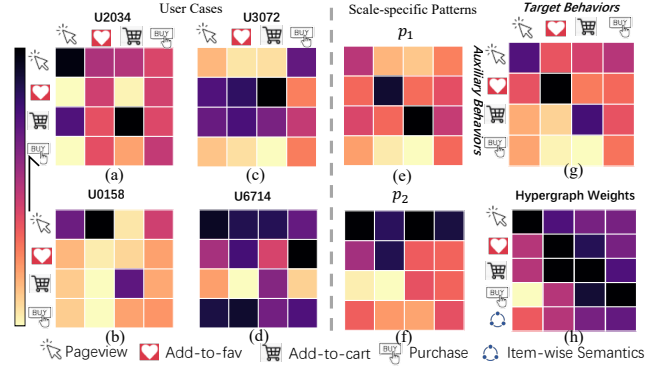 User Cases
Scale-specific Patterns
Target Behaviors
U2034
U3072
p1
BUY
BUY
Auxiliary Behaviors
BUY
BUY
BUY
(a)
(c)
(e)
(g)
U0158
U6714
p2
Hypergraph Weights
BUY
BUY
(b)
(d)
(f)
(h)
Pageview
Add-to-fav
Add-to-cart
BUY
Purchase
Item-wise Semantics